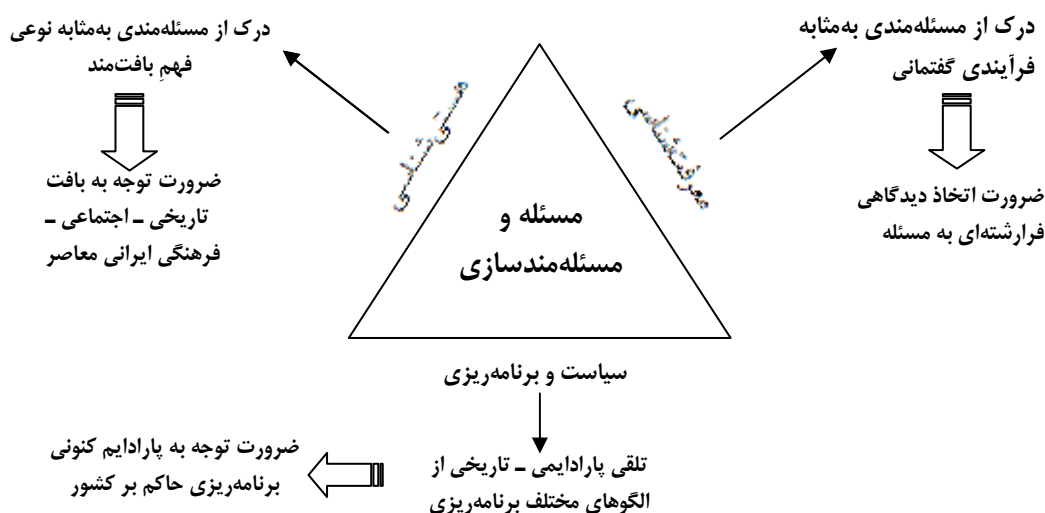 درک از مسئله‌مندی به‌مثابه
فرآیندی گفتمانی
ضرورت اتخاذ دیدگاهی
فرارشته‌ای به مسئله
درک از مسئله‌مندی به‌مثابه نوعی
فهمِ بافت‌مند
ضرورت توجه به بافت
تاریخی ـ اجتماعی ـ
فرهنگی ایرانی معاصر
معرفت‌شناسی
هستی‌شناسی
مسئله و
مسئله‌مندسازی
سیاست و برنامه‌ریزی
تلقی پارادایمی ـ تاریخی از
الگوهای مختلف برنامه‌ریزی
ضرورت توجه به پارادایم کنونی
برنامه‌ریزی حاکم بر کشور